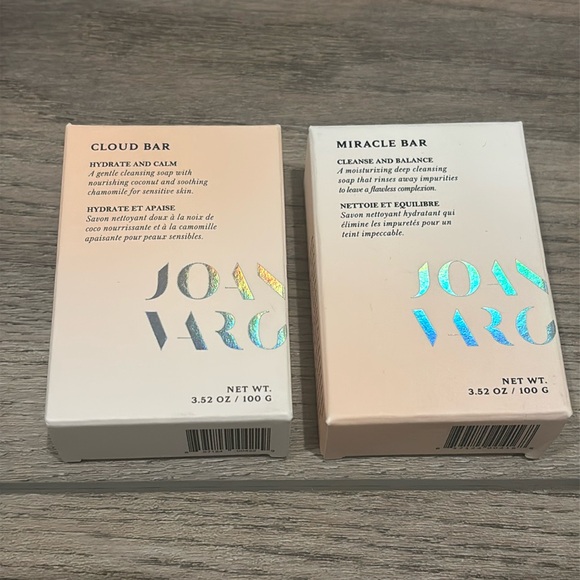 CLOUD BAR
HYDRATE AND CALM
A gentle cleansing soap with
nourishing coconut and soothing
chamomile for sensitive skin.
HYDRATE ET APAISE
Savon nettoyant doux à la noix de
coco nourrissante et à la camomille
apaisante pour peaux sensibles.
JOAN
VARG
NET WT.
3.52 OZ / 100 G
MIRACLE BAR
CLEANSE AND BALANCE
A moisturizing deep cleansing
soap that rinses away impurities
to leave a flawless complexion.
NETTOIE ET EQUILIBRE
Savon nettoyant hydratant qui
élimine les impuretés pour un
teint impeccable.
JOAN
VARG
NET WT.
3.52 OZ / 100 G